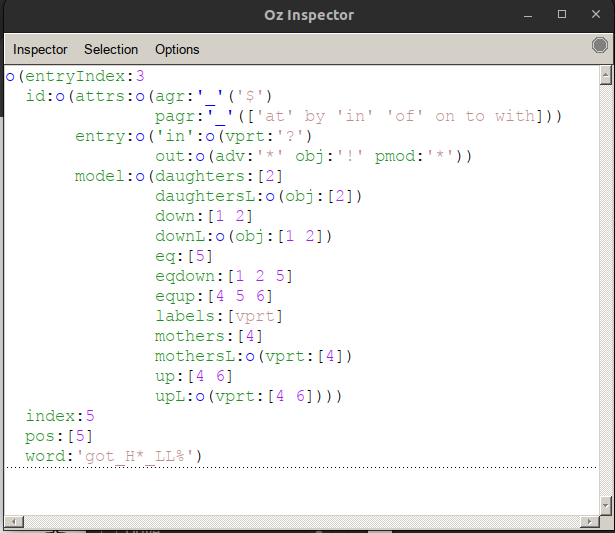 Oz Inspector
Inspector Selection Options
o(entryIndex:3
id:o(attrs:o(agr:'_'('$')
pagr:'_'(['at' by 'in' 'of' on to with]))
entry:o('in':o(vprt:'?')
out:o(adv:'*' obj:'!' pmod:'*'))
model:o(daughters:[2]
daughtersL:o(obj:[2])
down:[1 2]
downL:o(obj:[1 2])
eq:[5]
eqdown:[1 2 5]
equp:[4 5 6]
labels:[vprt]
mothers:[4]
mothersL:o(vprt:[4])
up:[4 6]
upL:o(vprt:[4 6])))
index:5
pos:[5]
word:'got_H*_LL%')